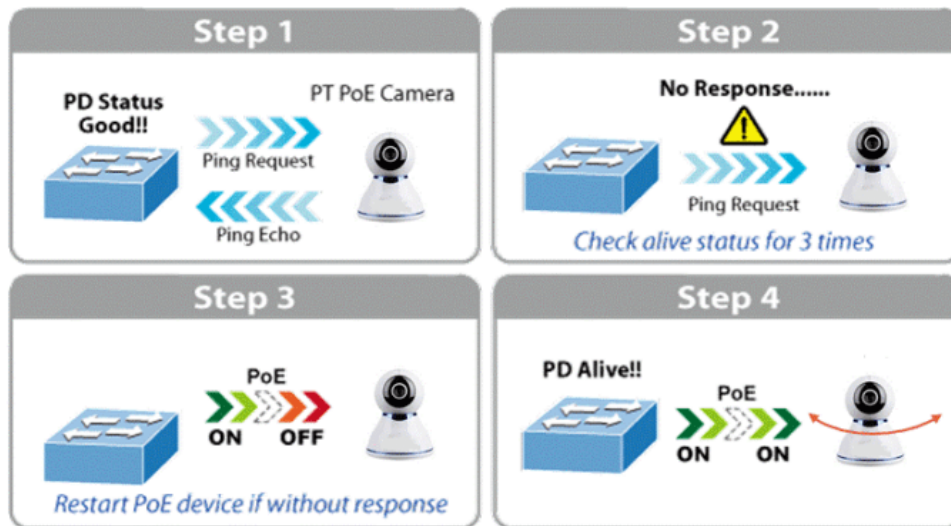 Step 1
PD Status
Good!!
PT PoE Camera
Ping Request
Ping Echo
Step 2
No Response......
Ping Request
Check alive status for 3 times
Step 3
PoE
ON OFF
Restart PoE device if without response
Step 4
PD Alive!!
PoE
ON ON